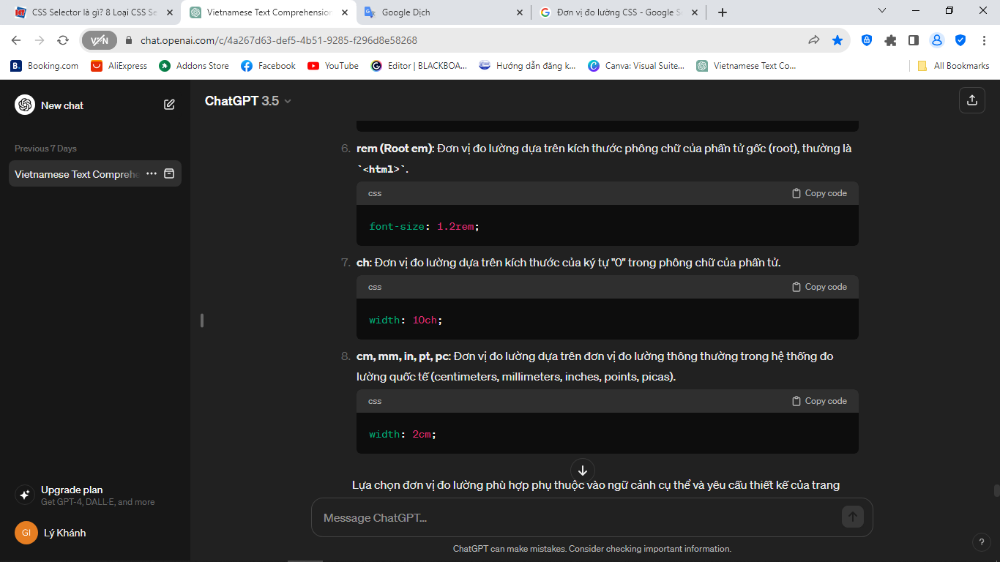 CSS Selector là gì? 8 Loại CSS Se
Vietnamese Text Comprehension
Google Dịch
Đơn vị đo lường CSS - Google Se
VPN
chat.openai.com/c/4a267d63-def5-4b51-9285-f296d8e58268
Booking.com
AliExpress
Addons Store
Facebook
YouTube
Editor | BLACKBOA...
Hướng dẫn đăng k...
Canva: Visual Suite...
Vietnamese Text Co...
All Bookmarks
New chat
Previous 7 Days
Vietnamese Text Comprehe
Upgrade plan
Get GPT-4, DALL·E, and more
GI
Lý Khánh
ChatGPT 3.5
6. rem (Root em): Đơn vị đo lường dựa trên kích thước phông chữ của phần tử gốc (root), thường là
`<html>`.
css
Copy code
font-size: 1.2rem;
7. ch: Đơn vị đo lường dựa trên kích thước của ký tự "0" trong phông chữ của phần tử.
css
Copy code
width: 10ch;
8. cm, mm, in, pt, pc: Đơn vị đo lường dựa trên đơn vị đo lường thông thường trong hệ thống đo
lường quốc tế (centimeters, millimeters, inches, points, picas).
css
Copy code
width: 2cm;
Lựa chọn đơn vị đo lường phù hợp phụ thuộc vào ngữ cảnh cụ thể và yêu cầu thiết kế của trang
Message ChatGPT...
ChatGPT can make mistakes. Consider checking important information.
?